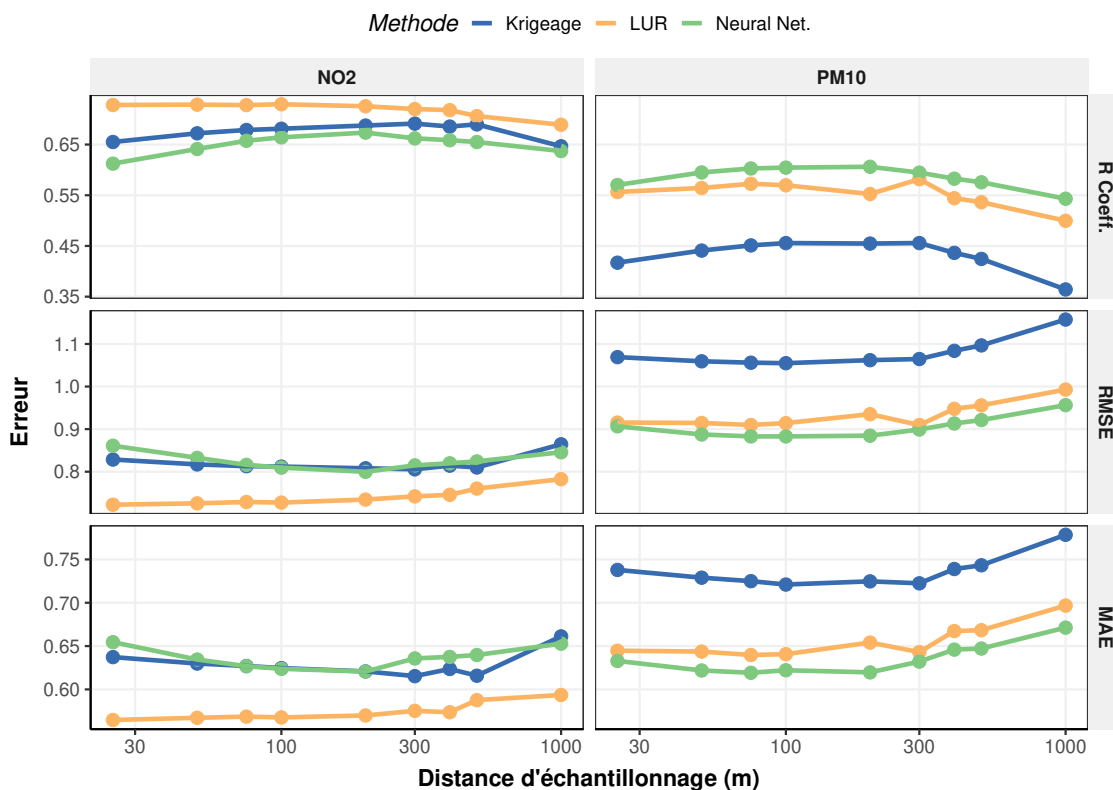 Methode Krigeage LUR Neural Net.
NO2 PM10
0.65
0.55
0.45
0.35
R Coeff.
1.1
1.0
0.9
0.8
RMSE
Erreur
0.75
0.70
0.65
0.60
MAE
30 100 300 1000 30 100 300 1000
Distance d'échantillonnage (m)